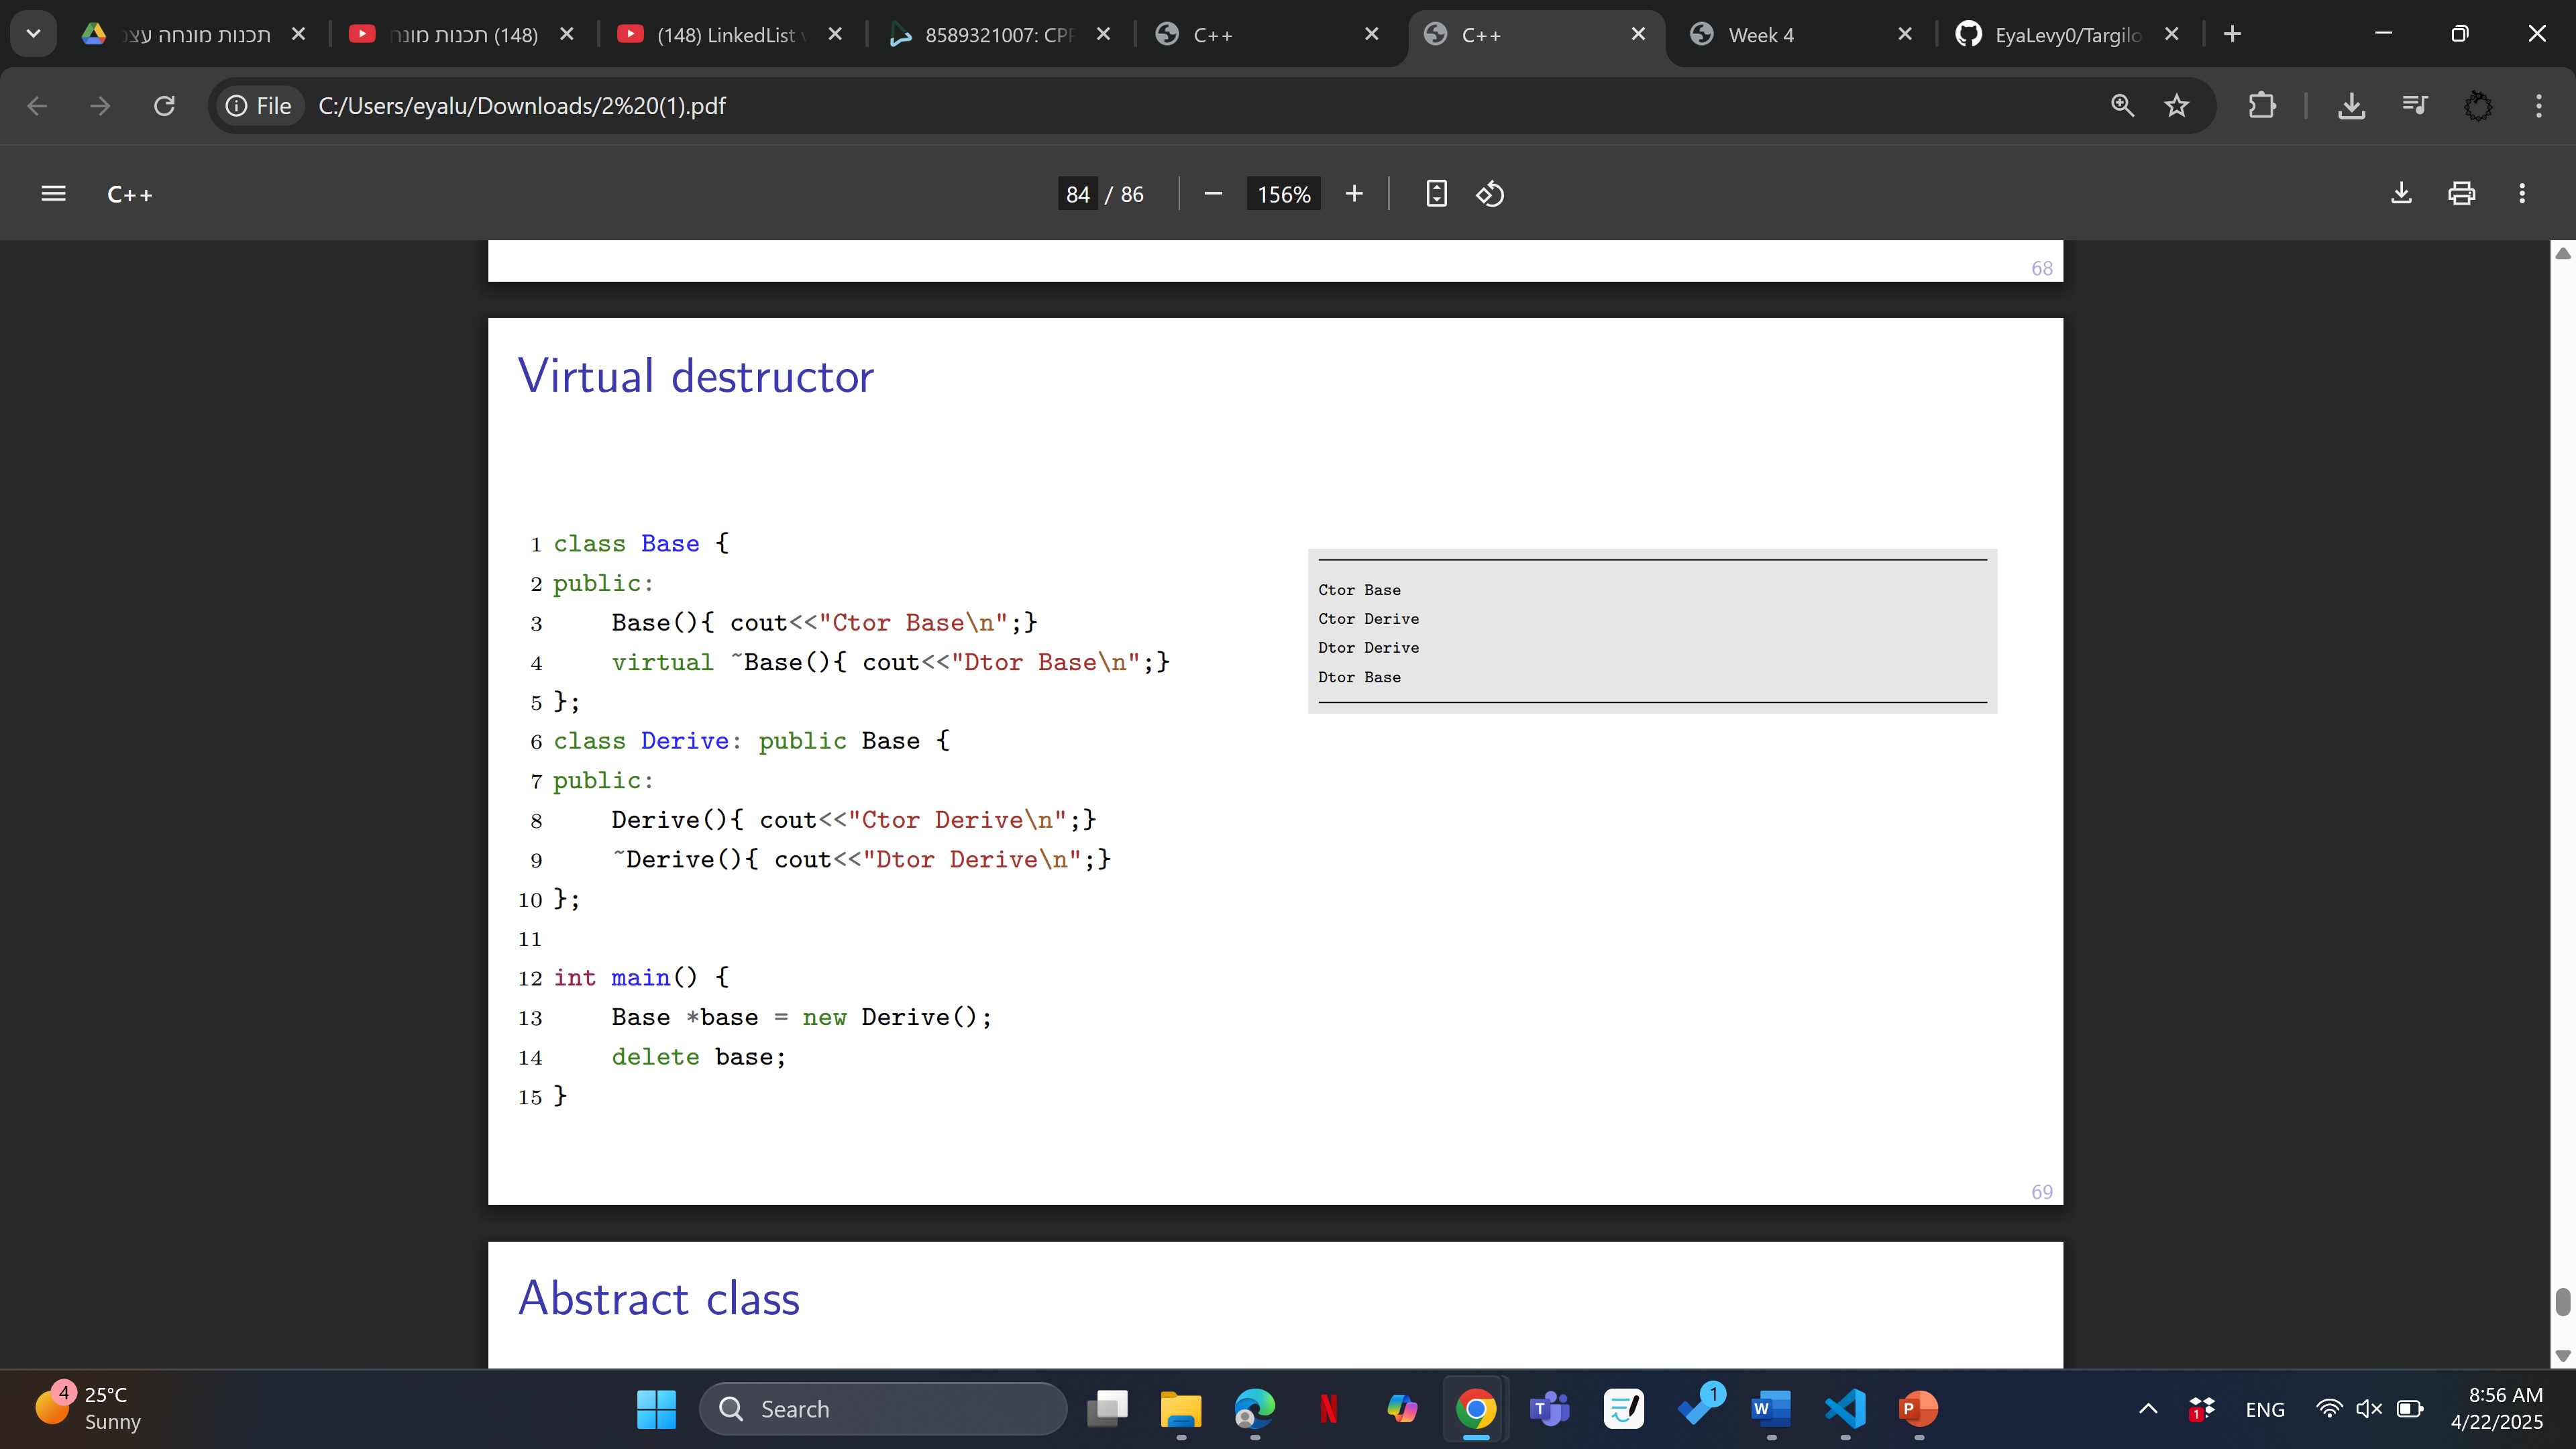 תכנות מונחה עצמ
(148) תכנות מונח
(148) LinkedList
8589321007: CPP
C++
C++
Week 4
EyaLevy0/Targilo
File
C:/Users/eyalu/Downloads/2%20(1).pdf
C++
84 / 86
156%
68
Virtual destructor
1 class Base {
2 public:
3 Base(){ cout<<"Ctor Base\n";}
4 virtual ~Base(){ cout<<"Dtor Base\n";}
5 };
6 class Derive: public Base {
7 public:
8 Derive(){ cout<<"Ctor Derive\n";}
9 ~Derive(){ cout<<"Dtor Derive\n";}
10 };
11
12 int main() {
13 Base *base = new Derive();
14 delete base;
15 }
Ctor Base
Ctor Derive
Dtor Derive
Dtor Base
69
Abstract class
4
25°C
Sunny
Search
N
T
1
W
P
1
ENG
8:56 AM
4/22/2025